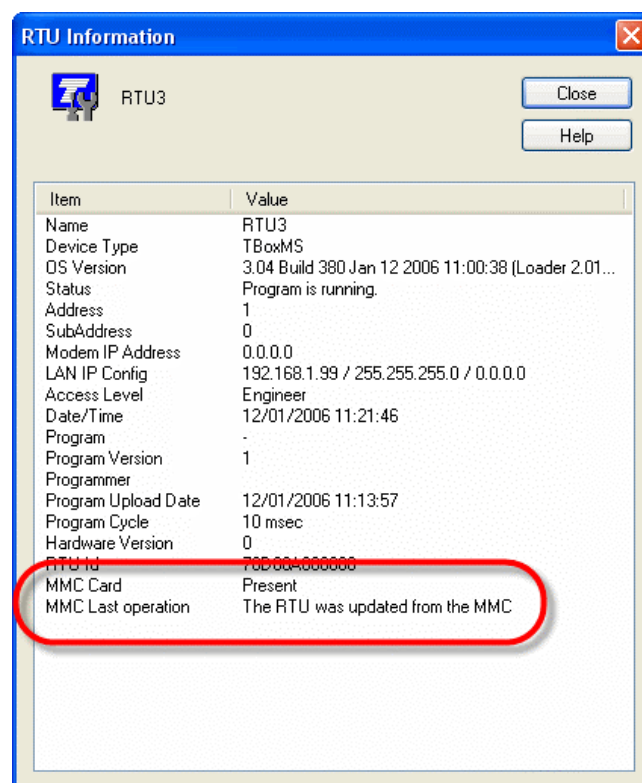 RTU Information
RTU3
Close
Help
Item Value
Name RTU3
Device Type TBoxMS
OS Version 3.04 Build 380 Jan 12 2006 11:00:38 (Loader 2.01...
Status Program is running.
Address 1
SubAddress 0
Modem IP Address 0.0.0.0
LAN IP Config 192.168.1.99 / 255.255.255.0 / 0.0.0.0
Access Level Engineer
Date/Time 12/01/2006 11:21:46
Program -
Program Version 1
Programmer
Program Upload Date 12/01/2006 11:13:57
Program Cycle 10 msec
Hardware Version 0
RTU Id
MMC Card Present
MMC Last operation The RTU was updated from the MMC